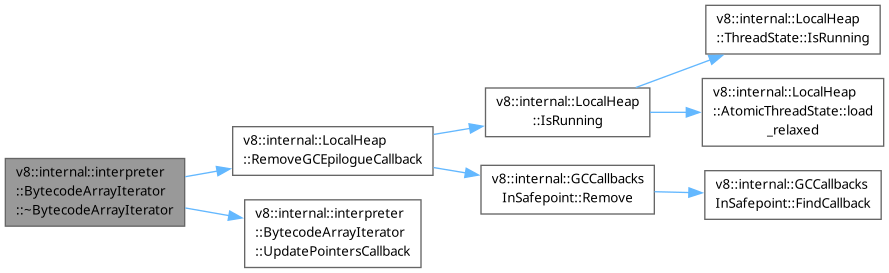 v8::internal::interpreter
::BytecodeArrayIterator
::~BytecodeArrayIterator
v8::internal::LocalHeap
::RemoveGCEpilogueCallback
v8::internal::interpreter
::BytecodeArrayIterator
::UpdatePointersCallback
v8::internal::LocalHeap
::IsRunning
v8::internal::GCCallbacks
InSafepoint::Remove
v8::internal::LocalHeap
::ThreadState::IsRunning
v8::internal::LocalHeap
::AtomicThreadState::load
_relaxed
v8::internal::GCCallbacks
InSafepoint::FindCallback